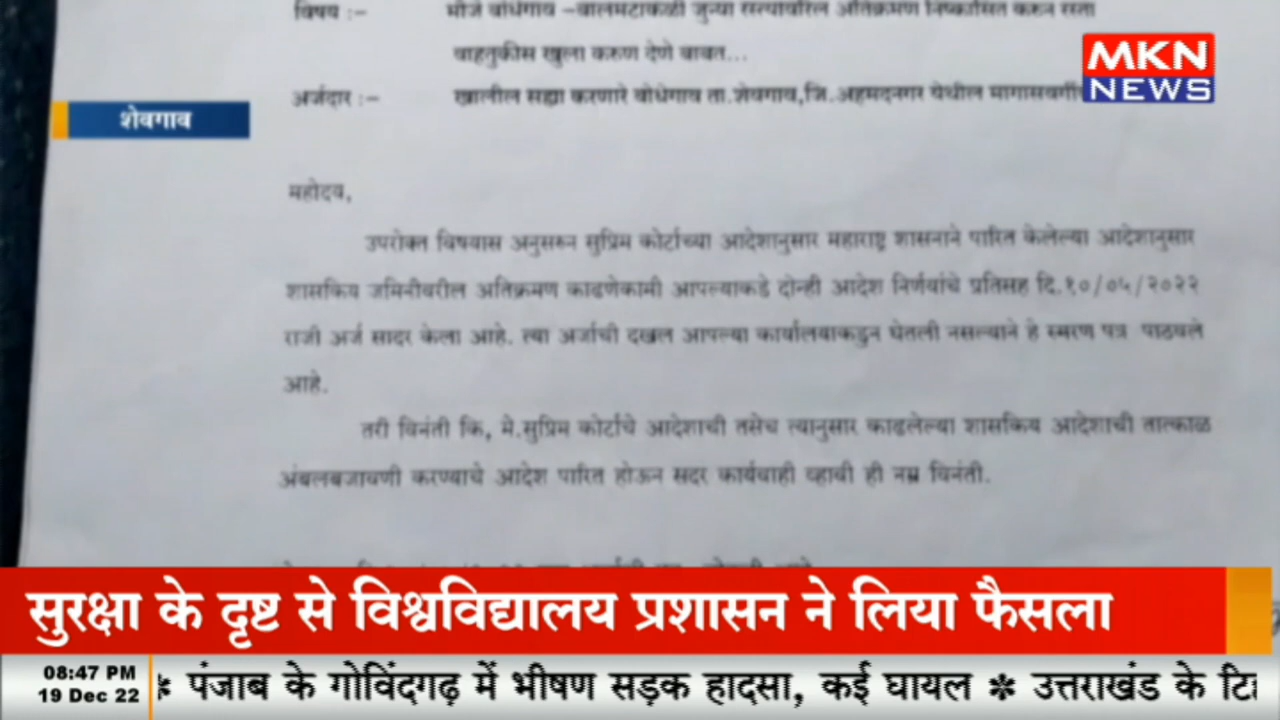 विषय :- मौजे बोधेगाव -बालमटाकळी जुन्या रस्त्यावरिल अतिक्रमण निष्कासित करुन रस्ता
वाहतुकीस खुला करुण देणे बाबत...
अर्जदार :- खालील सह्या करणारे बोधेगाव ता.शेवगाव,जि.अहमदनगर येथील मागासवर्गी
MKN
NEWS
शेवगाव
महोदय,
उपरोक्त विषयास अनुसरुन सुप्रिम कोर्टाच्या आदेशानुसार महाराष्ट्र शासनाने पारित केलेल्या आदेशानुसार
शासकिय जमिनीवरील अतिक्रमण काढणेकामी आपल्याकडे दोन्ही आदेश निर्णयांचे प्रतिसह दि.१०/०५/२०२२
राजी अर्ज सादर केला आहे. त्या अर्जाची दखल आपल्या कार्यालयाकडुन घेतली नसल्याने हे स्मरण पत्र पाठवले
आहे.
तरी विनंती कि, मे.सुप्रिम कोर्टाचे आदेशाची तसेच त्यानुसार काढलेल्या शासकिय आदेशाची तात्काळ
अंबलबजावणी करण्याचे आदेश पारित होऊन सदर कार्यवाही व्हावी ही नम्र विनंती.
सुरक्षा के दृष्ट से विश्वविद्यालय प्रशासन ने लिया फैसला
08:47 PM
19 Dec 22
* पंजाब के गोविंदगढ़ में भीषण सड़क हादसा, कई घायल * उत्तराखंड के